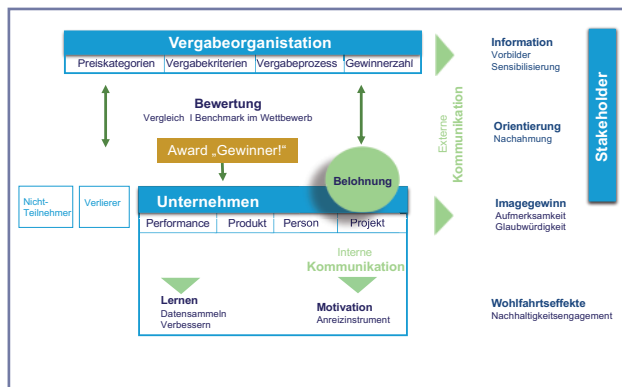 Vergabeorganistation
Preiskategorien Vergabekriterien Vergabeprozess Gewinnerzahl
Bewertung
Vergleich I Benchmark im Wettbewerb
Award „Gewinner!“
Belohnung
Nicht-
Teilnehmer
Verlierer
Unternehmen
Performance Produkt Person Projekt
Interne
Kommunikation
Lernen
Datensammeln
Verbessern
Motivation
Anreizinstrument
Externe
Kommunikation
Information
Vorbilder
Sensibilisierung
Orientierung
Nachahmung
Imagegewinn
Aufmerksamkeit
Glaubwürdigkeit
Wohlfahrtseffekte
Nachhaltigkeitsengagement
Stakeholder